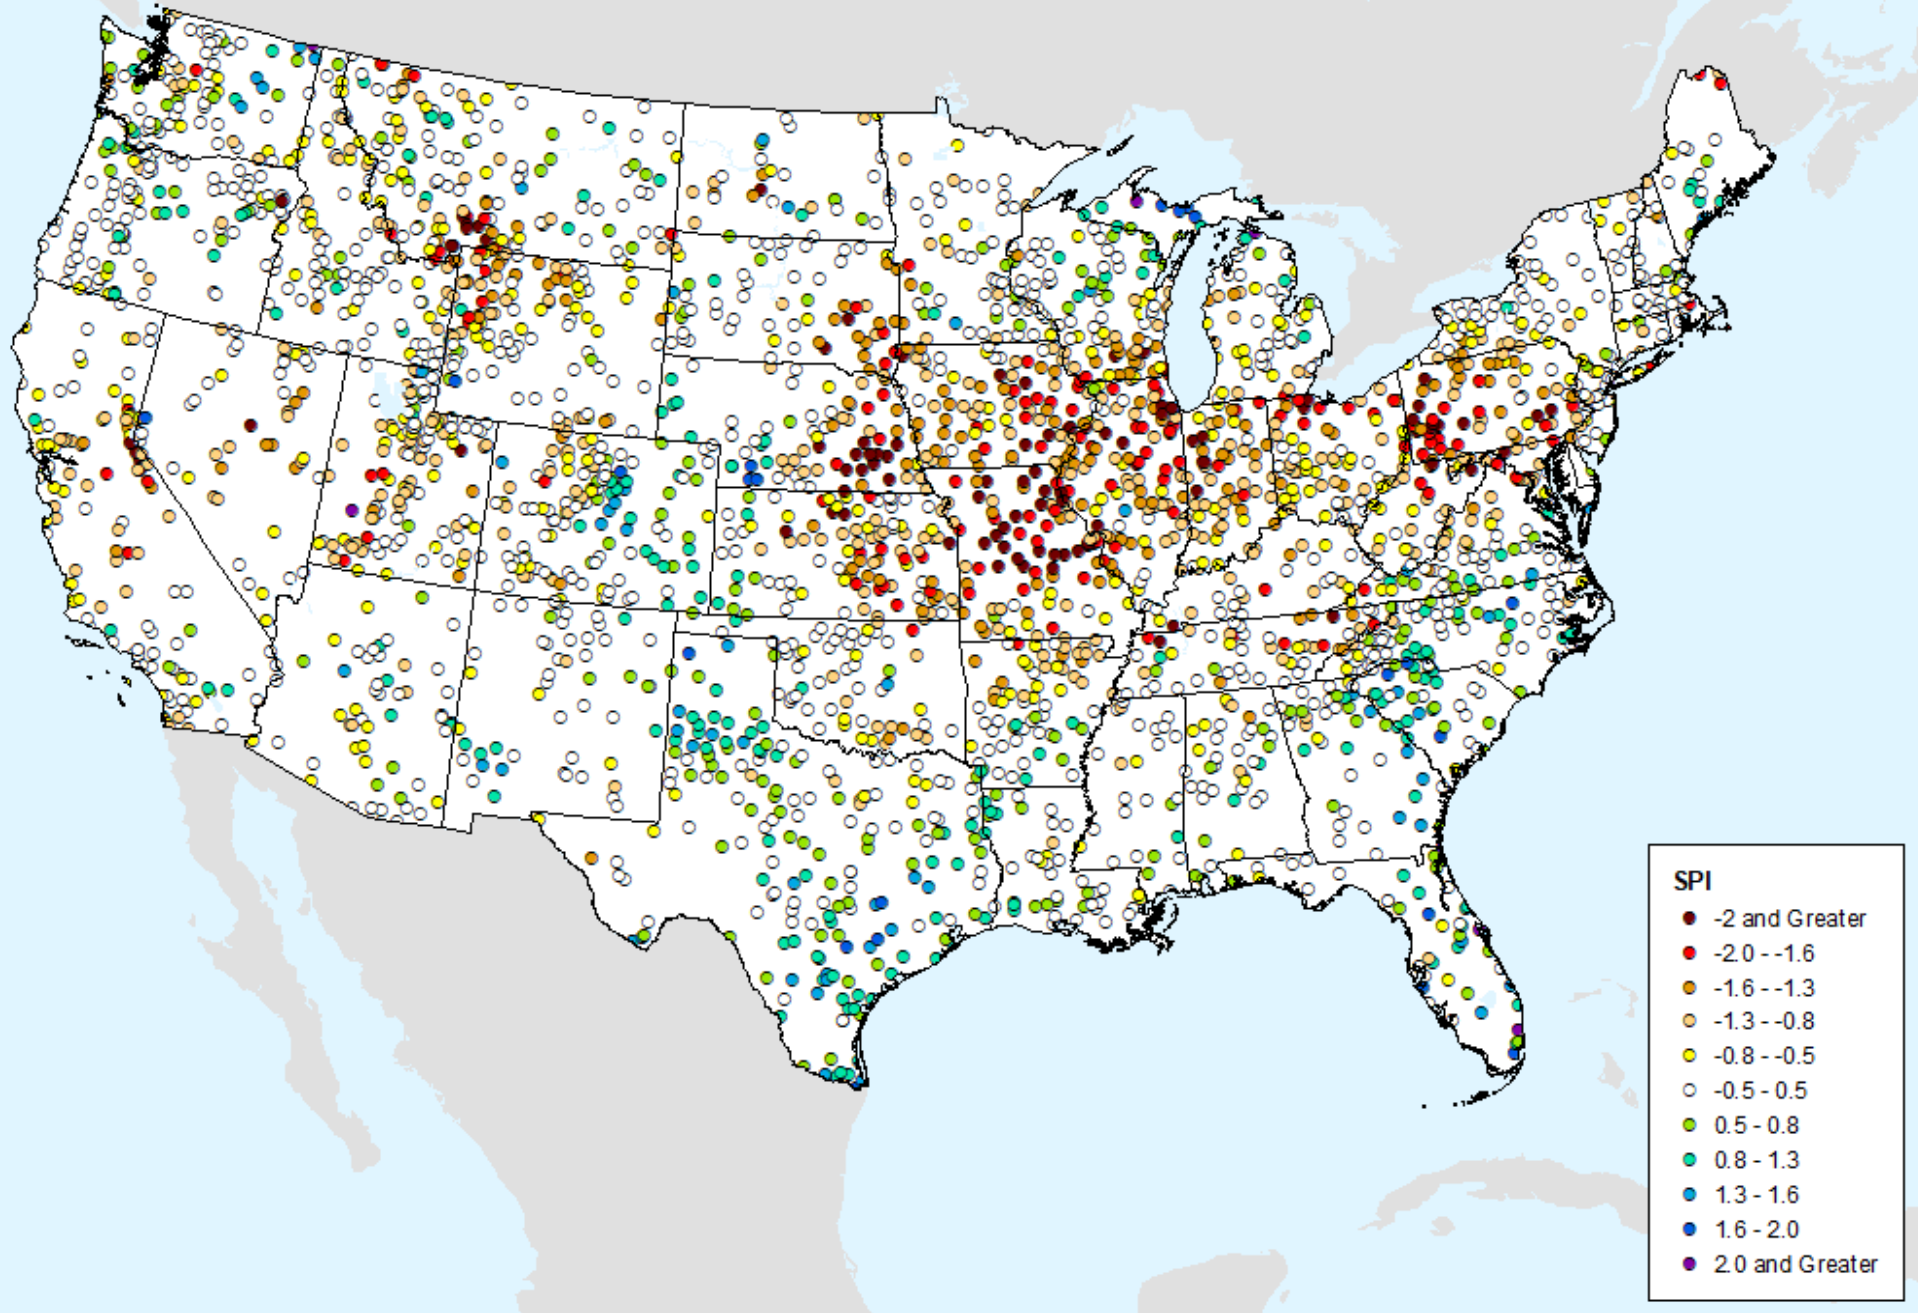 SPI
-2 and Greater
-2.0 - -1.6
-1.6 - -1.3
-1.3 - -0.8
-0.8 - -0.5
-0.5 - 0.5
0.5 - 0.8
0.8 - 1.3
1.3 - 1.6
1.6 - 2.0
2.0 and Greater